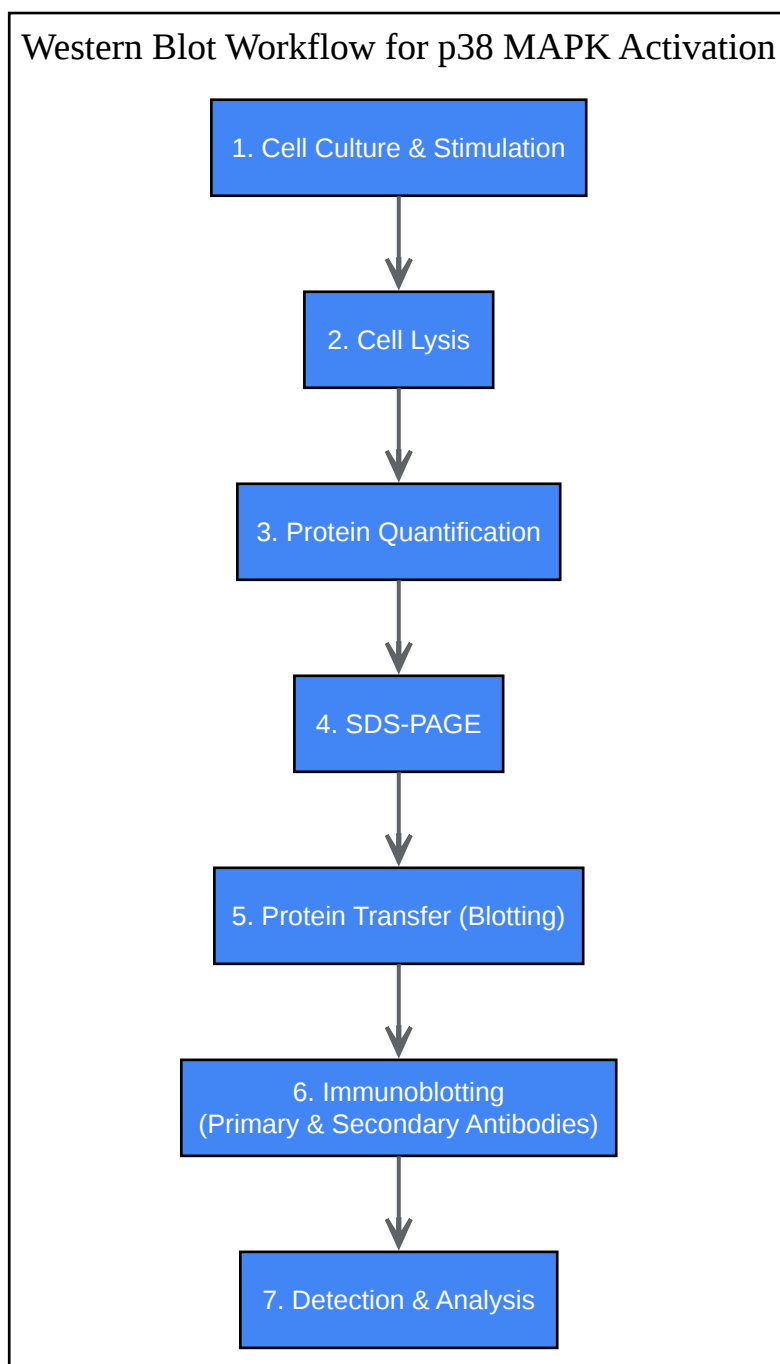 Western Blot Workflow for p38 MAPK Activation
1. Cell Culture & Stimulation
2. Cell Lysis
3. Protein Quantification
4. SDS-PAGE
5. Protein Transfer (Blotting)
6. Immunoblotting
(Primary & Secondary Antibodies)
7. Detection & Analysis